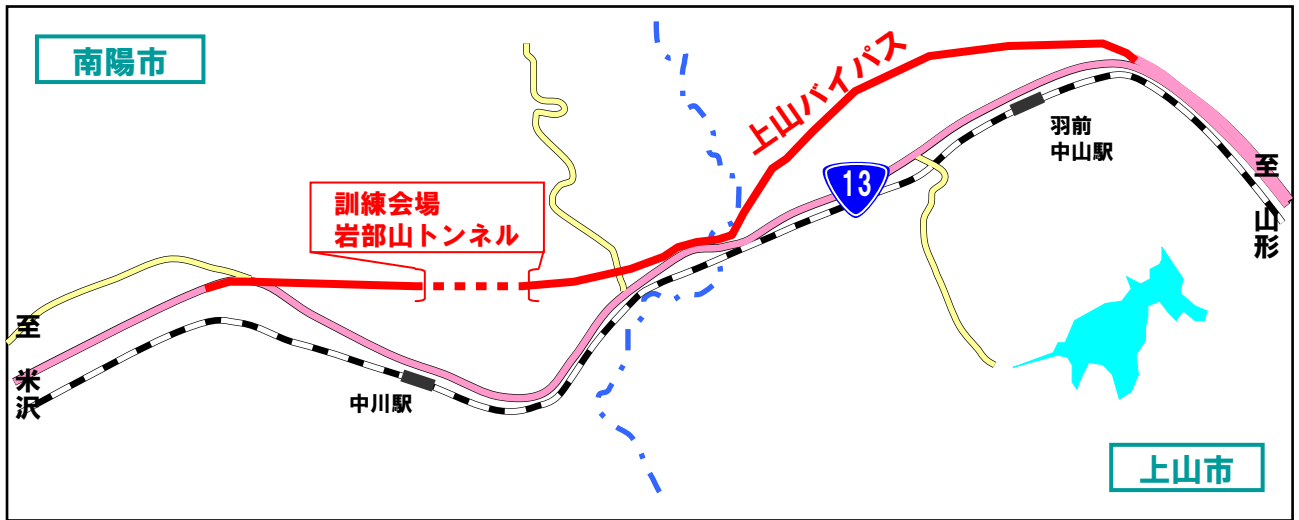 南陽市
上山バイパス
羽前
中山駅
13
至 山形
訓練会場
岩部山トンネル
至 米沢
中川駅
上山市